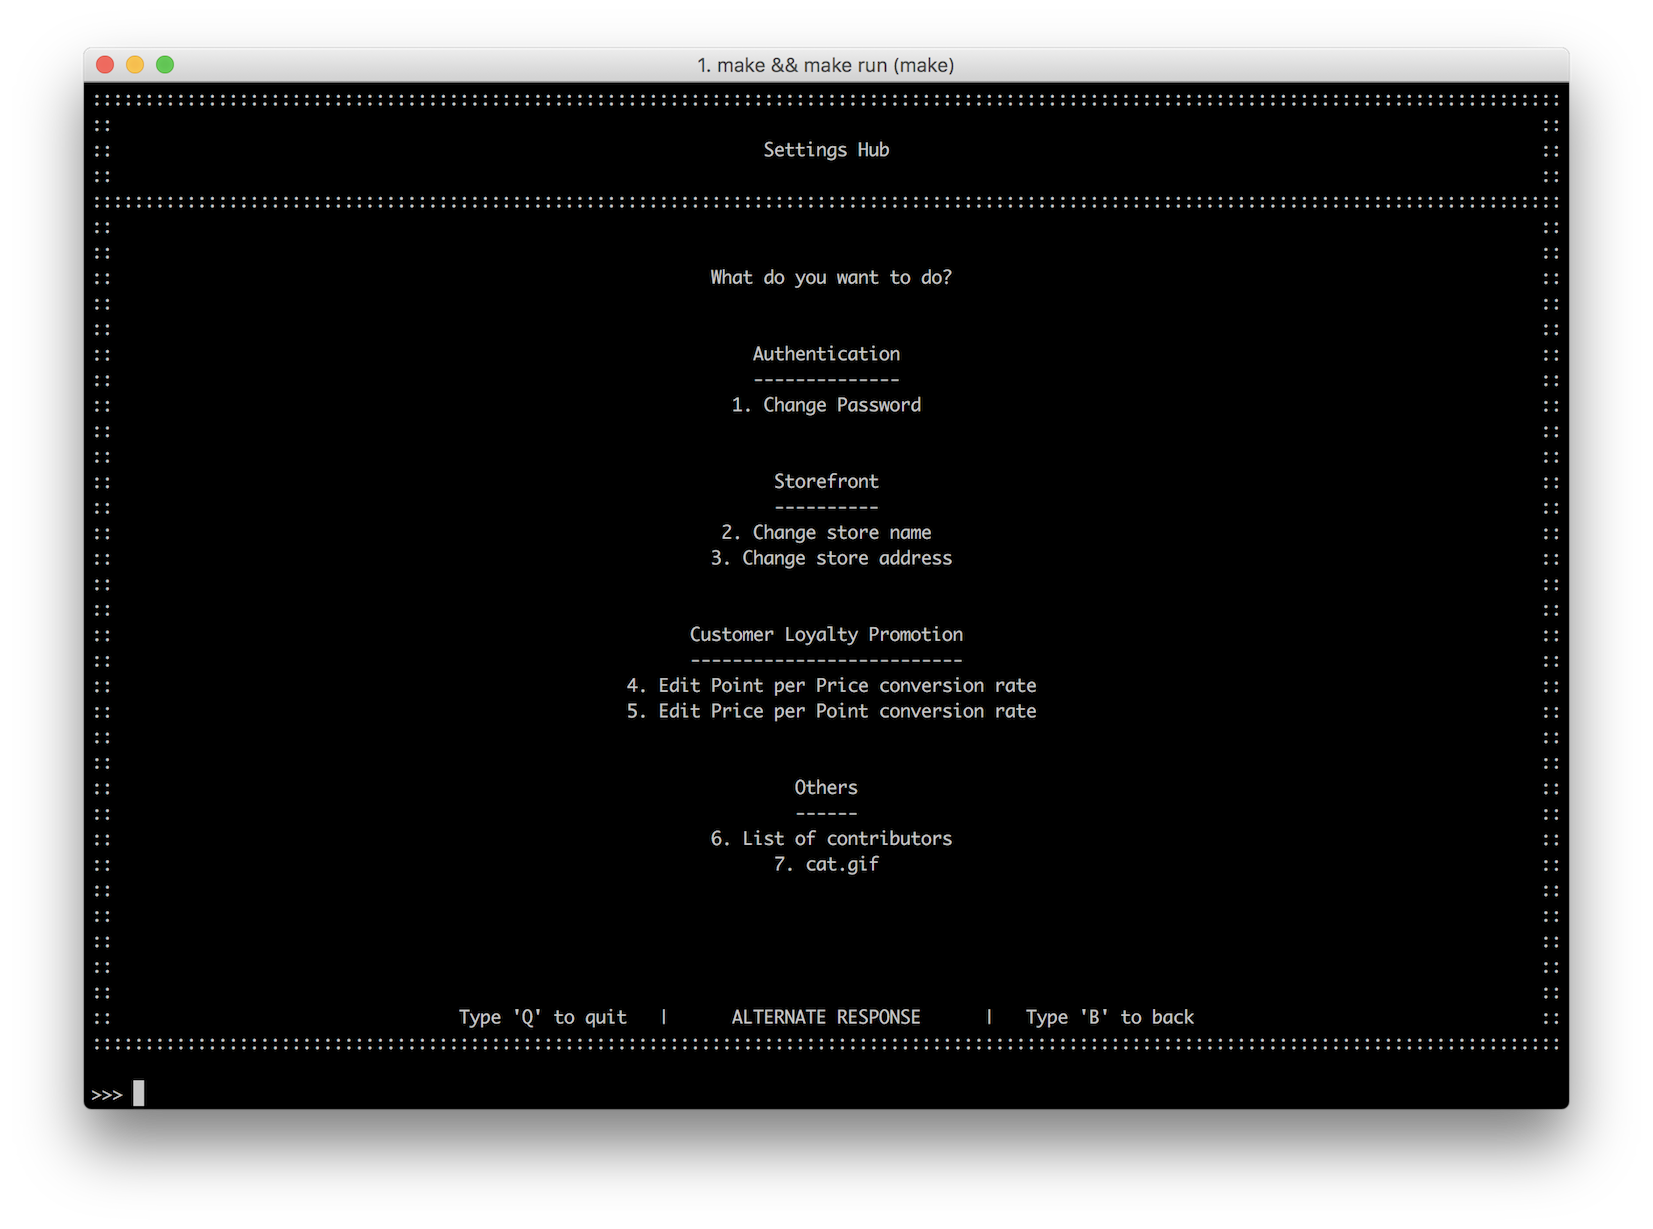 1. make && make run (make)
Settings Hub
What do you want to do?
Authentication
--------------
1. Change Password
Storefront
----------
2. Change store name
3. Change store address
Customer Loyalty Promotion
--------------------------
4. Edit Point per Price conversion rate
5. Edit Price per Point conversion rate
Others
------
6. List of contributors
7. cat.gif
Type 'Q' to quit | ALTERNATE RESPONSE | Type 'B' to back
>>>